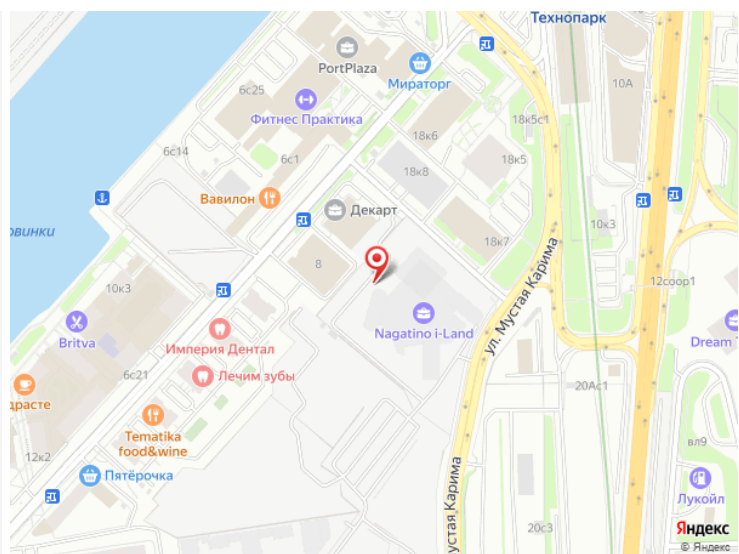 Технопарк
PortPlaza
10А
6с25
Мираторг
Фитнес Практика
18к5с1
18к6
6с14
6с1
18к8
18к5
Вавилон
Декарт
10к3
овинки
18к7
8
12соор1
10к3
Nagatino i-Land
ул. Мустая Карима
Britva
Империя Дентал
Dream T
6с21
Лечим зубы
20Ас1
драсте
Tematika
food&wine
вл9
12к2
Пятёрочка
Лукойл
устая Карима
20с3
Яндекс
© Яндекс